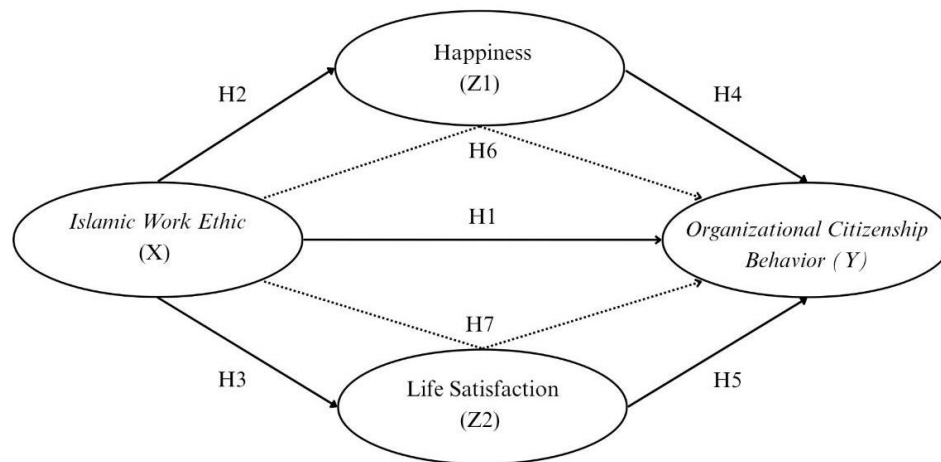 Happiness
(Z1)
H2
H4
H6
Islamic Work Ethic
(X)
H1
Organizational Citizenship
Behavior ( Y)
H7
H3
Life Satisfaction
(Z2)
H5